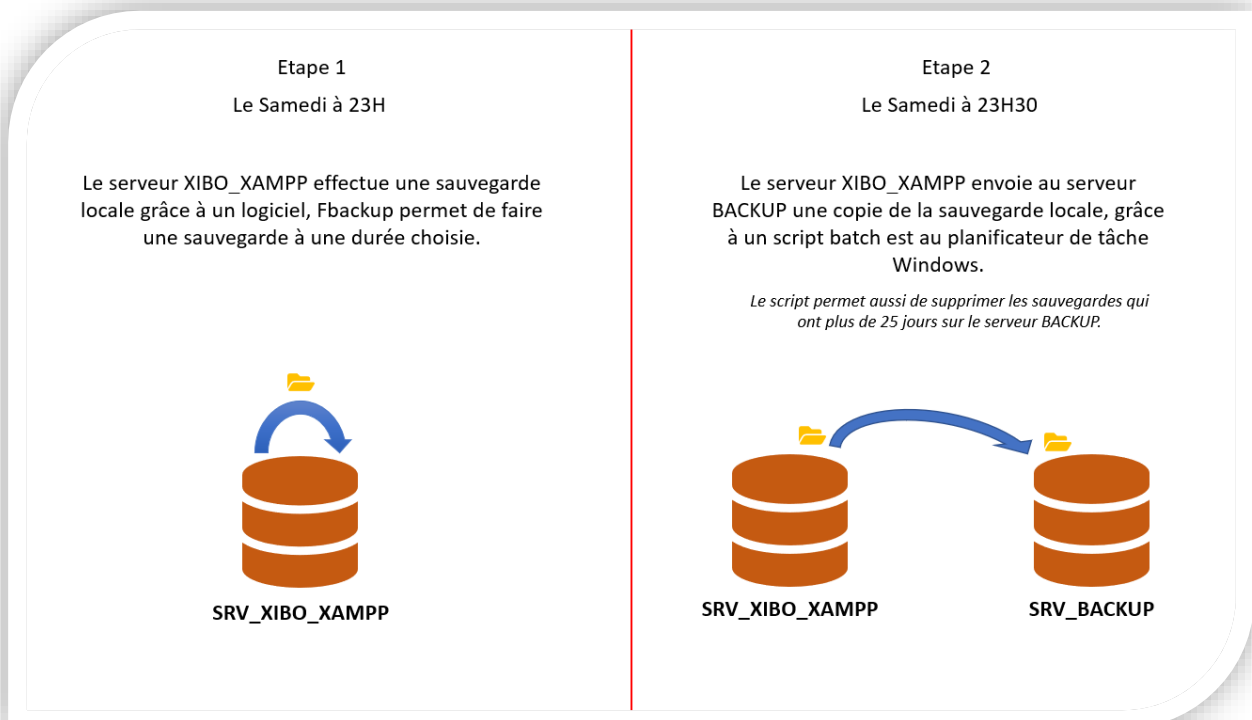 Etape 1
Le Samedi à 23H
Le serveur XIBO_XAMPP effectue une sauvegarde
locale grâce à un logiciel, Fbackup permet de faire
une sauvegarde à une durée choisie.
SRV_XIBO_XAMPP
Etape 2
Le Samedi à 23H30
Le serveur XIBO_XAMPP envoie au serveur
BACKUP une copie de la sauvegarde locale, grâce
à un script batch est au planificateur de tâche
Windows.
Le script permet aussi de supprimer les sauvegardes qui
ont plus de 25 jours sur le serveur BACKUP.
SRV_XIBO_XAMPP
SRV_BACKUP